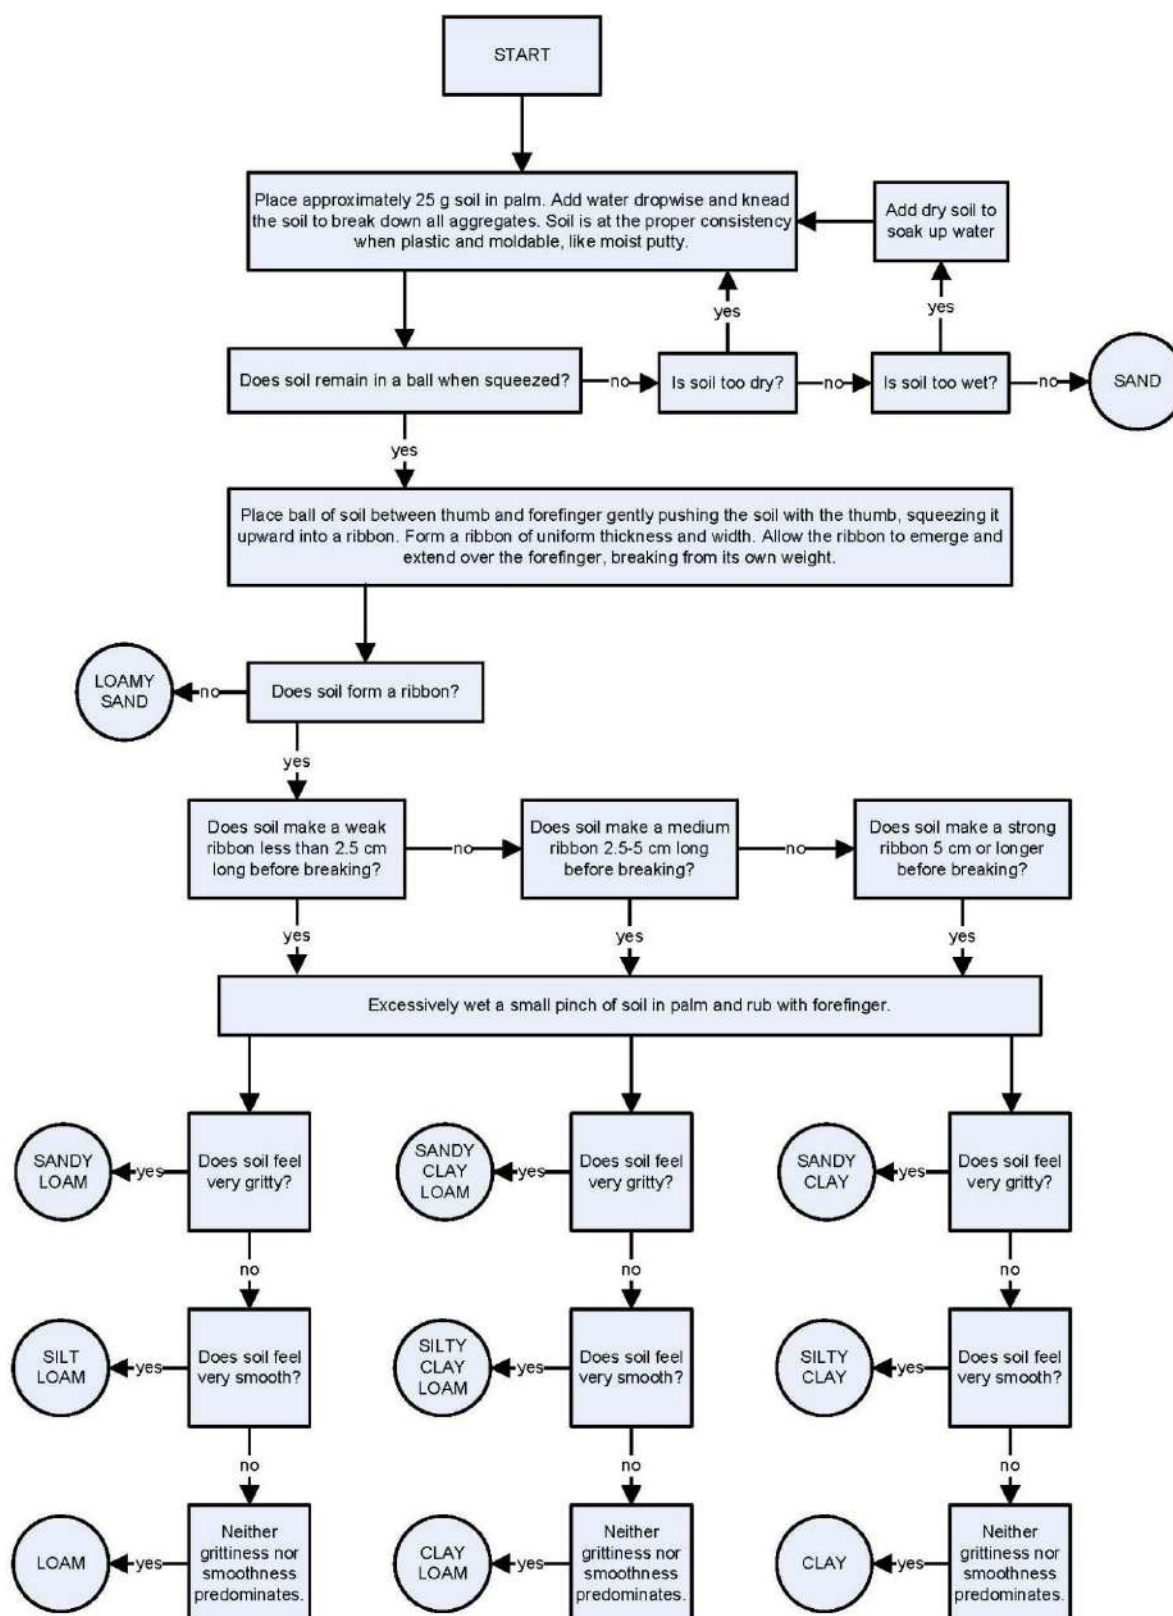 START
Place approximately 25 g soil in palm. Add water dropwise and knead
the soil to break down all aggregates. Soil is at the proper consistency
when plastic and moldable, like moist putty.
Add dry soil to
soak up water
yes
yes
Does soil remain in a ball when squeezed?
no
Is soil too dry?
no
Is soil too wet?
no
SAND
yes
Place ball of soil between thumb and forefinger gently pushing the soil with the thumb, squeezing it
upward into a ribbon. Form a ribbon of uniform thickness and width. Allow the ribbon to emerge and
extend over the forefinger, breaking from its own weight.
LOAMY
SAND
no
Does soil form a ribbon?
yes
Does soil make a weak
ribbon less than 2.5 cm
long before breaking?
no
Does soil make a medium
ribbon 2.5-5 cm long
before breaking?
no
Does soil make a strong
ribbon 5 cm or longer
before breaking?
yes
yes
yes
Excessively wet a small pinch of soil in palm and rub with forefinger.
SANDY
LOAM
yes
Does soil feel
very gritty?
SANDY
CLAY
LOAM
yes
Does soil feel
very gritty?
SANDY
CLAY
yes
Does soil feel
very gritty?
no
no
no
SILT
LOAM
yes
Does soil feel
very smooth?
SILTY
CLAY
LOAM
yes
Does soil feel
very smooth?
SILTY
CLAY
yes
Does soil feel
very smooth?
no
no
no
LOAM
yes
Neither
grittiness nor
smoothness
predominates.
CLAY
LOAM
yes
Neither
grittiness nor
smoothness
predominates.
CLAY
yes
Neither
grittiness nor
smoothness
predominates.